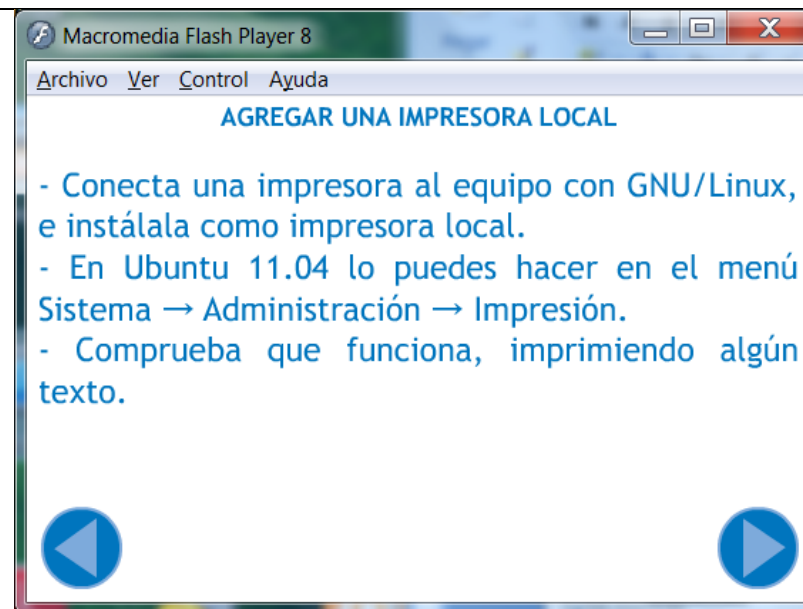 Macromedia Flash Player 8
Archivo Ver Control Ayuda
AGREGAR UNA IMPRESORA LOCAL
- Conecta una impresora al equipo con GNU/Linux,
e instálala como impresora local.
- En Ubuntu 11.04 lo puedes hacer en el menú
Sistema → Administración → Impresión.
- Comprueba que funciona, imprimiendo algún
texto.